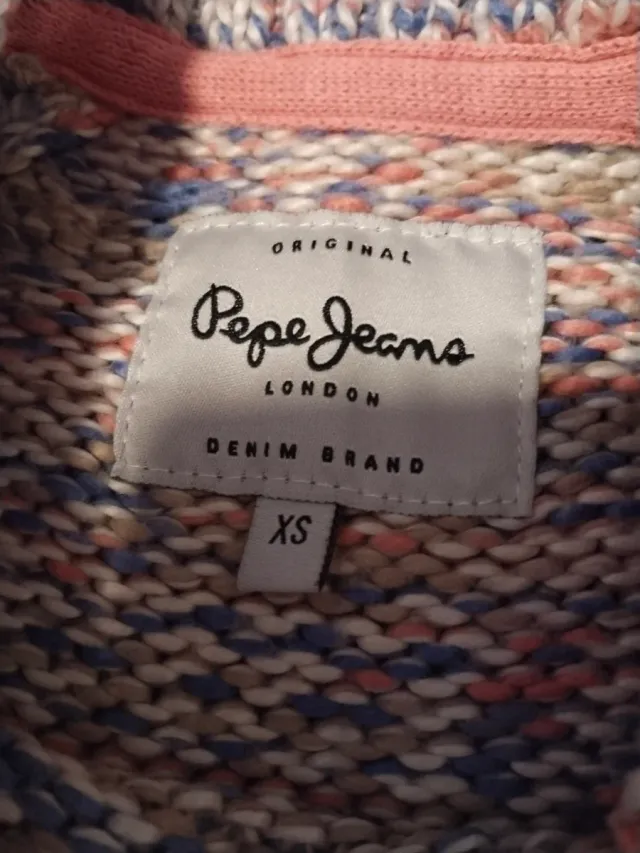 ORIGINAL
Pepe Jeans
LONDON
DENIM BRAND
XS